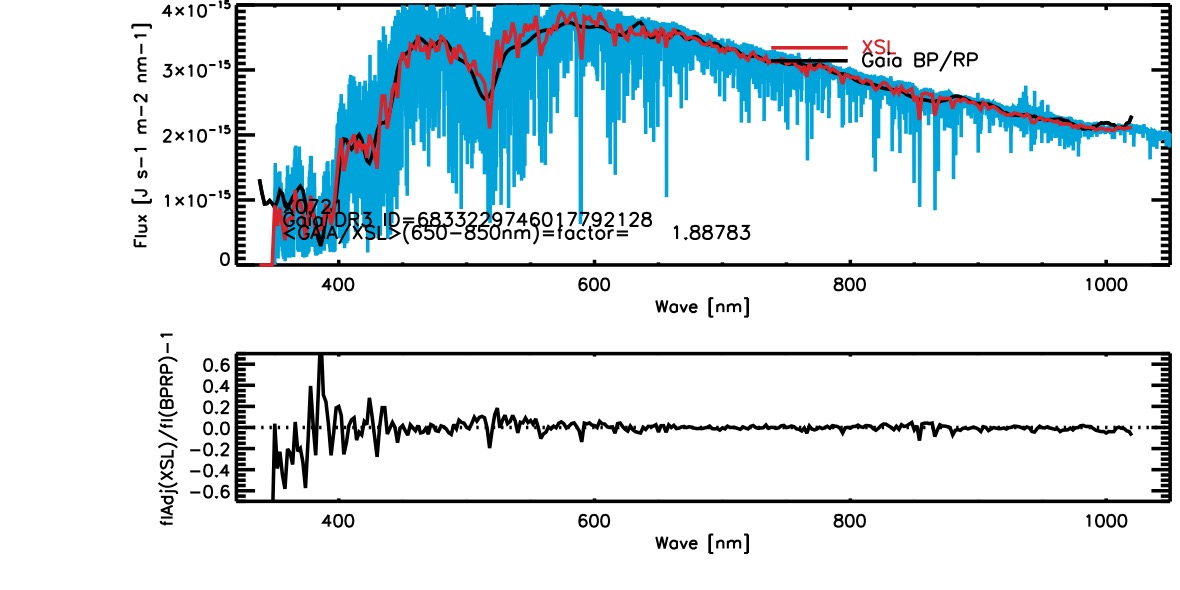 4×10−15
3×10−15
2×10−15
1×10−15
0
Flux [J s−1 m−2 nm−1]
XSL
Gaia BP/RP
X0721
Gaia DR3 ID=6833229746017792128
<GAIA/XSL>(650−850nm)=factor= 1.88783
400 600 800 1000
Wave [nm]
flAdj(XSL)/fl(BPRP)−1
0.6
0.4
0.2
0.0
−0.2
−0.4
−0.6
400 600 800 1000
Wave [nm]